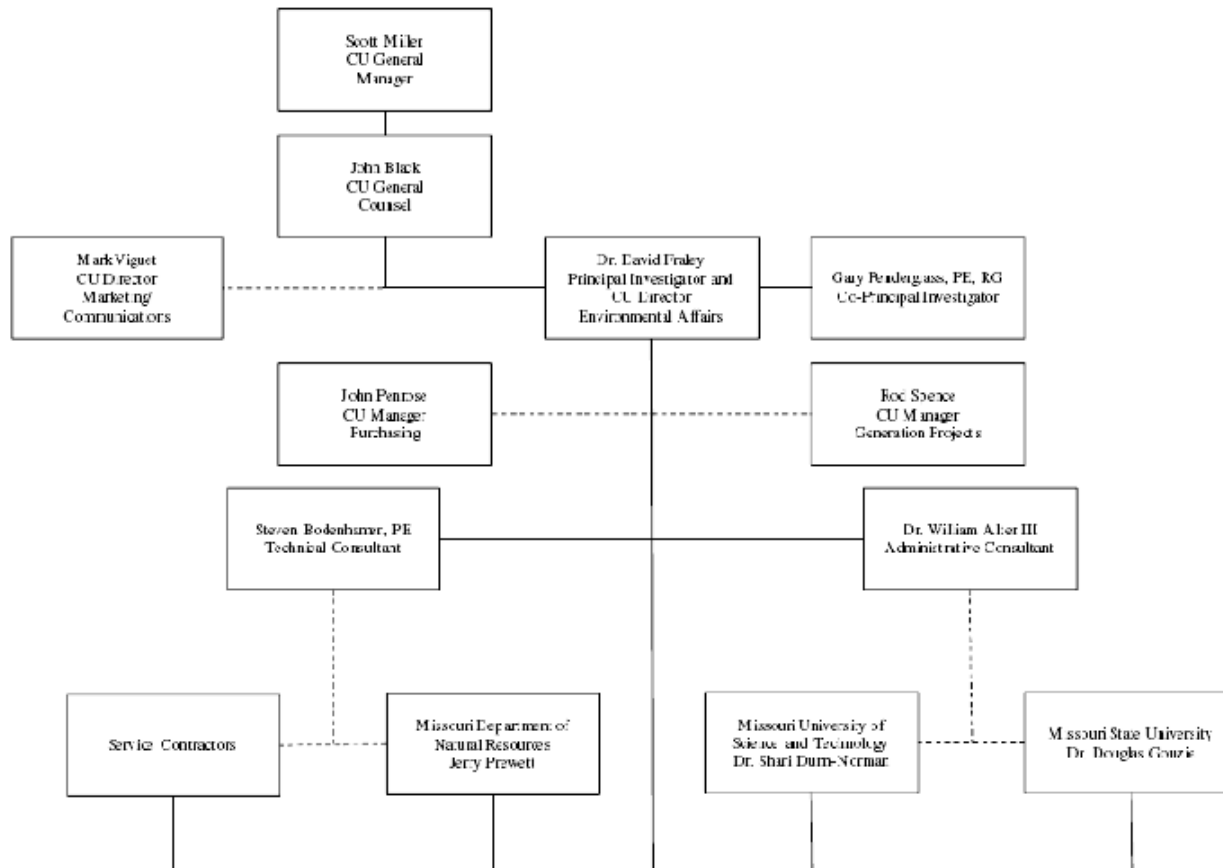 Scott Miller
CU General
Manager
John Black
CU General
Counsel
Mark Viguet
CU Director
Marketing/
Communications
Dr. David Fraley
Principal Investigator and
CU Director
Environmental Affairs
Gary Pendergrass, PE, RG
Co-Principal Investigator
John Penrose
CU Manager
Purchasing
Rod Spence
CU Manager
Generation Projects
Steven Bodenhamer, PE
Technical Consultant
Dr. William Alter III
Administrative Consultant
Service Contractors
Missouri Department of
Natural Resources
Jerry Prewett
Missouri University of
Science and Technology
Dr. Shari Dunn-Norman
Missouri State University
Dr. Douglas Gouzie